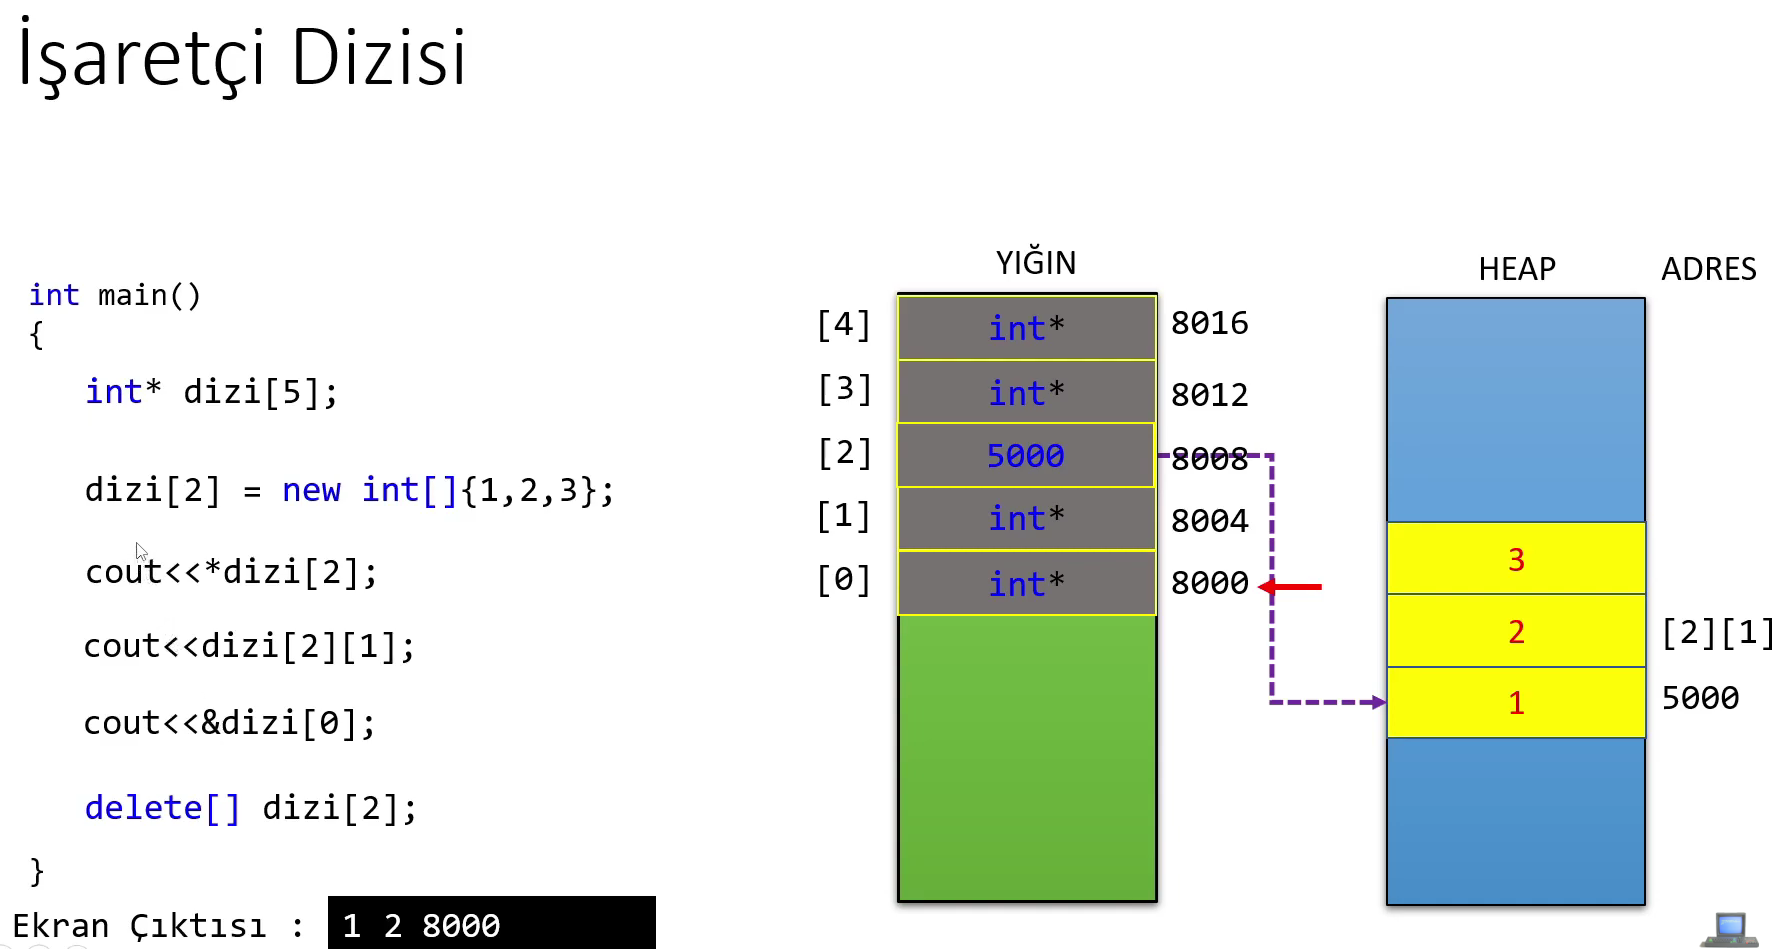 İşaretçi Dizisi
int main()
{
int* dizi[5];
dizi[2] = new int[]{1,2,3};
cout<<*dizi[2];
cout<<dizi[2][1];
cout<<&dizi[0];
delete[] dizi[2];
}
Ekran Çıktısı : 1 2 8000
YIĞIN
[4] int* 8016
[3] int* 8012
[2] 5000 8008
[1] int* 8004
[0] int* 8000
HEAP ADRES
3
2 [2][1]
1 5000